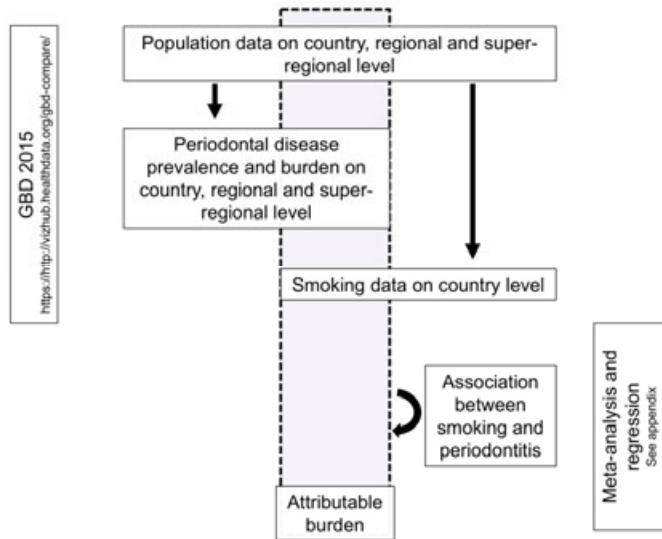 Population data on country, regional and super-
regional level
GBD 2015
https://http://vizhub.healthdata.org/gbd-compare/
Periodontal disease
prevalence and burden on
country, regional and super-
regional level
Smoking data on country level
Association
between
smoking and
periodontitis
Meta-analysis and
regression
See appendix
Attributable
burden